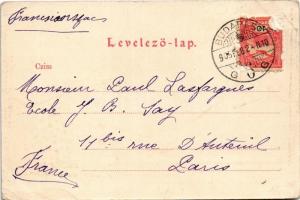 Franciaország
Levelező-lap.
BUDAPEST
Czim
Monsieur Paul Lasfargues
Ecole J. B. Say
11 bis rue D'Auteuil
France
Paris